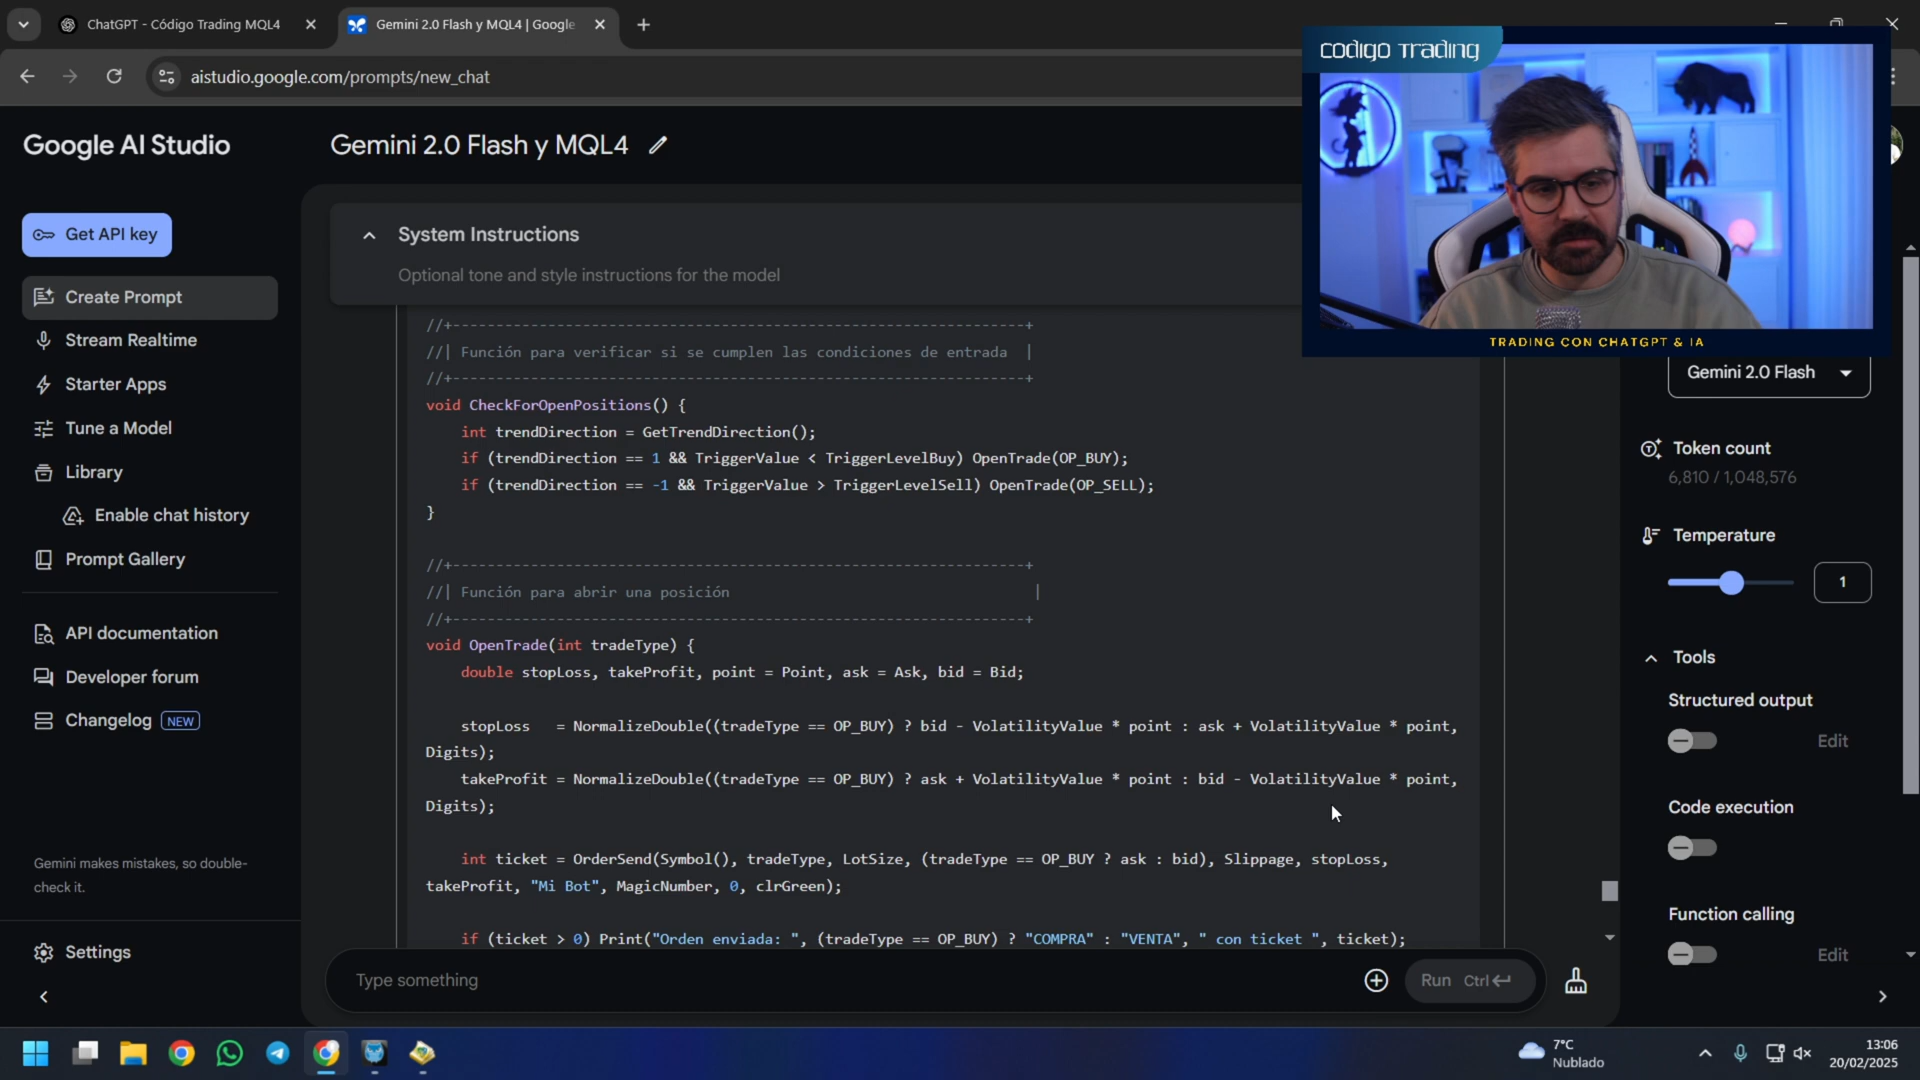 ChatGPT - Código Trading MQL4
Gemini 2.0 Flash y MQL4 | Google
aistudio.google.com/prompts/new_chat
CODIGO TRADING
TRADING CON CHATGPT & IA
Google AI Studio
Get API key
Create Prompt
Stream Realtime
Starter Apps
Tune a Model
Library
Enable chat history
Prompt Gallery
API documentation
Developer forum
Changelog NEW
Gemini makes mistakes, so double-
check it.
Settings
Gemini 2.0 Flash y MQL4
System Instructions
Optional tone and style instructions for the model
//+------------------------------------------------------------------+
//| Función para verificar si se cumplen las condiciones de entrada |
//+------------------------------------------------------------------+
void CheckForOpenPositions() {
int trendDirection = GetTrendDirection();
if (trendDirection == 1 && TriggerValue < TriggerLevelBuy) OpenTrade(OP_BUY);
if (trendDirection == -1 && TriggerValue > TriggerLevelSell) OpenTrade(OP_SELL);
}
//+------------------------------------------------------------------+
//| Función para abrir una posición |
//+------------------------------------------------------------------+
void OpenTrade(int tradeType) {
double stopLoss, takeProfit, point = Point, ask = Ask, bid = Bid;
stopLoss = NormalizeDouble((tradeType == OP_BUY) ? bid - VolatilityValue * point : ask + VolatilityValue * point,
Digits);
takeProfit = NormalizeDouble((tradeType == OP_BUY) ? ask + VolatilityValue * point : bid - VolatilityValue * point,
Digits);
int ticket = OrderSend(Symbol(), tradeType, LotSize, (tradeType == OP_BUY ? ask : bid), Slippage, stopLoss,
takeProfit, "Mi Bot", MagicNumber, 0, clrGreen);
if (ticket > 0) Print("Orden enviada: ", (tradeType == OP_BUY) ? "COMPRA" : "VENTA", " con ticket ", ticket);
Type something
Run Ctrl
Gemini 2.0 Flash
Token count
6,810 / 1,048,576
Temperature
1
Tools
Structured output
Edit
Code execution
Function calling
Edit
7°C
Nublado
13:06
20/02/2025